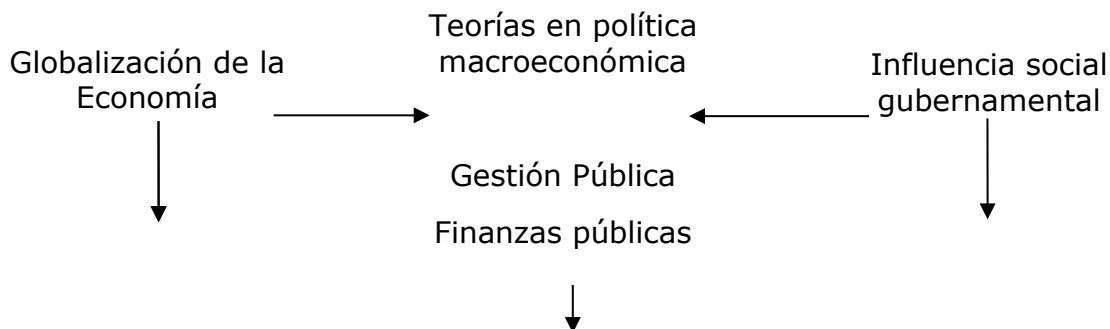 Teorías en política
macroeconómica
Globalización de la
Economía
Influencia social
gubernamental
Gestión Pública
Finanzas públicas